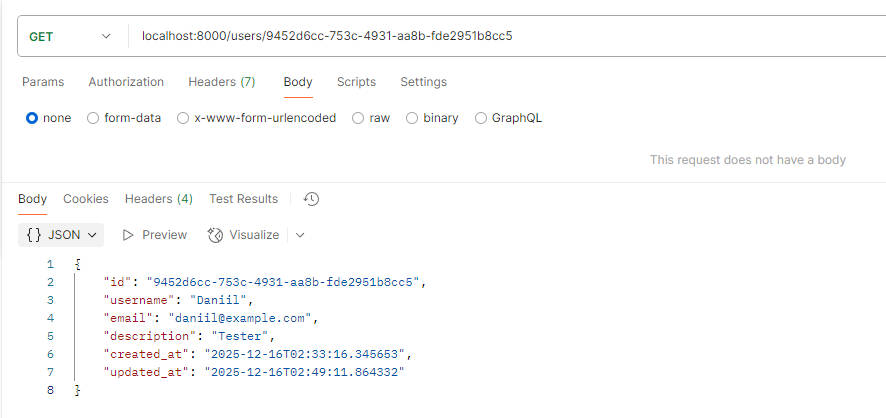 GET localhost:8000/users/9452d6cc-753c-4931-aa8b-fde2951b8cc5
Params Authorization Headers (7) Body Scripts Settings
none form-data x-www-form-urlencoded raw binary GraphQL
This request does not have a body
Body Cookies Headers (4) Test Results
{} JSON Preview Visualize
1 {
2 "id": "9452d6cc-753c-4931-aa8b-fde2951b8cc5",
3 "username": "Daniil",
4 "email": "daniil@example.com",
5 "description": "Tester",
6 "created_at": "2025-12-16T02:33:16.345653",
7 "updated_at": "2025-12-16T02:49:11.864332"
8 }